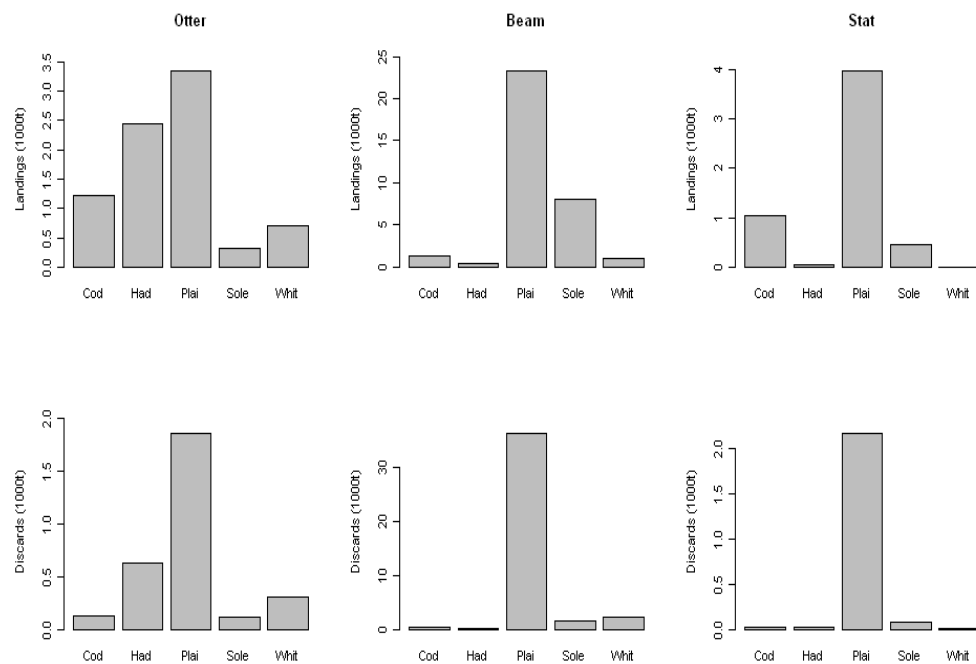 Otter
Beam
Stat
Landings (1000t)
0.0 0.5 1.0 1.5 2.0 2.5 3.0 3.5
Cod Had Plai Sole Whit
Landings (1000t)
0 5 10 15 20 25
Cod Had Plai Sole Whit
Landings (1000t)
0 1 2 3 4
Cod Had Plai Sole Whit
Discards (1000t)
0.0 0.5 1.0 1.5 2.0
Cod Had Plai Sole Whit
Discards (1000t)
0 10 20 30
Cod Had Plai Sole Whit
Discards (1000t)
0.0 0.5 1.0 1.5 2.0
Cod Had Plai Sole Whit